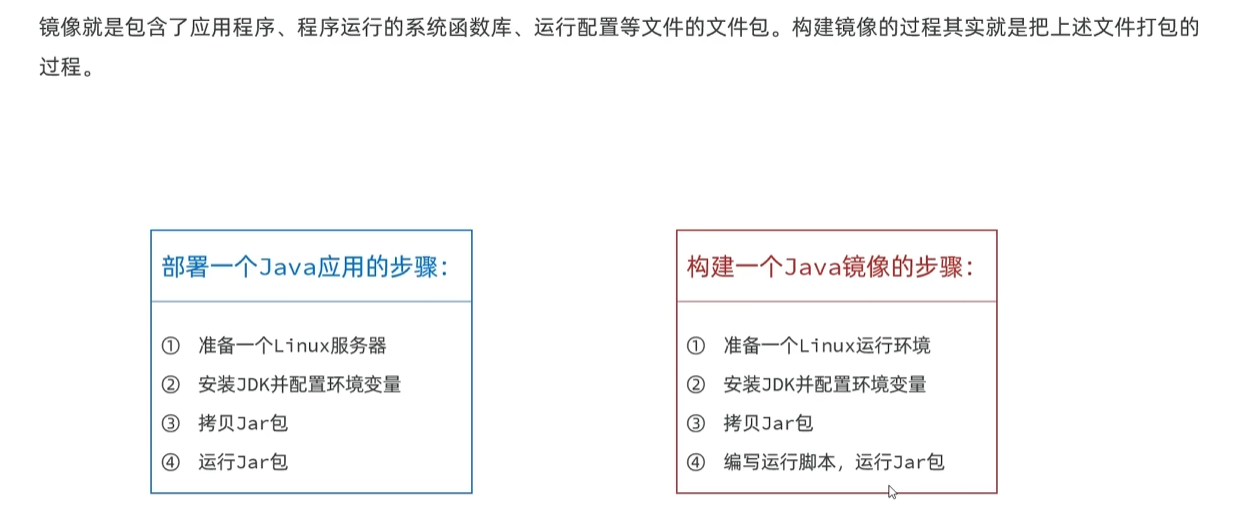 镜像就是包含了应用程序、程序运行的系统函数库、运行配置等文件的文件包。构建镜像的过程其实就是把上述文件打包的
过程。
部署一个Java应用的步骤：
① 准备一个Linux服务器
② 安装JDK并配置环境变量
③ 拷贝Jar包
④ 运行Jar包
构建一个Java镜像的步骤：
① 准备一个Linux运行环境
② 安装JDK并配置环境变量
③ 拷贝Jar包
④ 编写运行脚本，运行Jar包